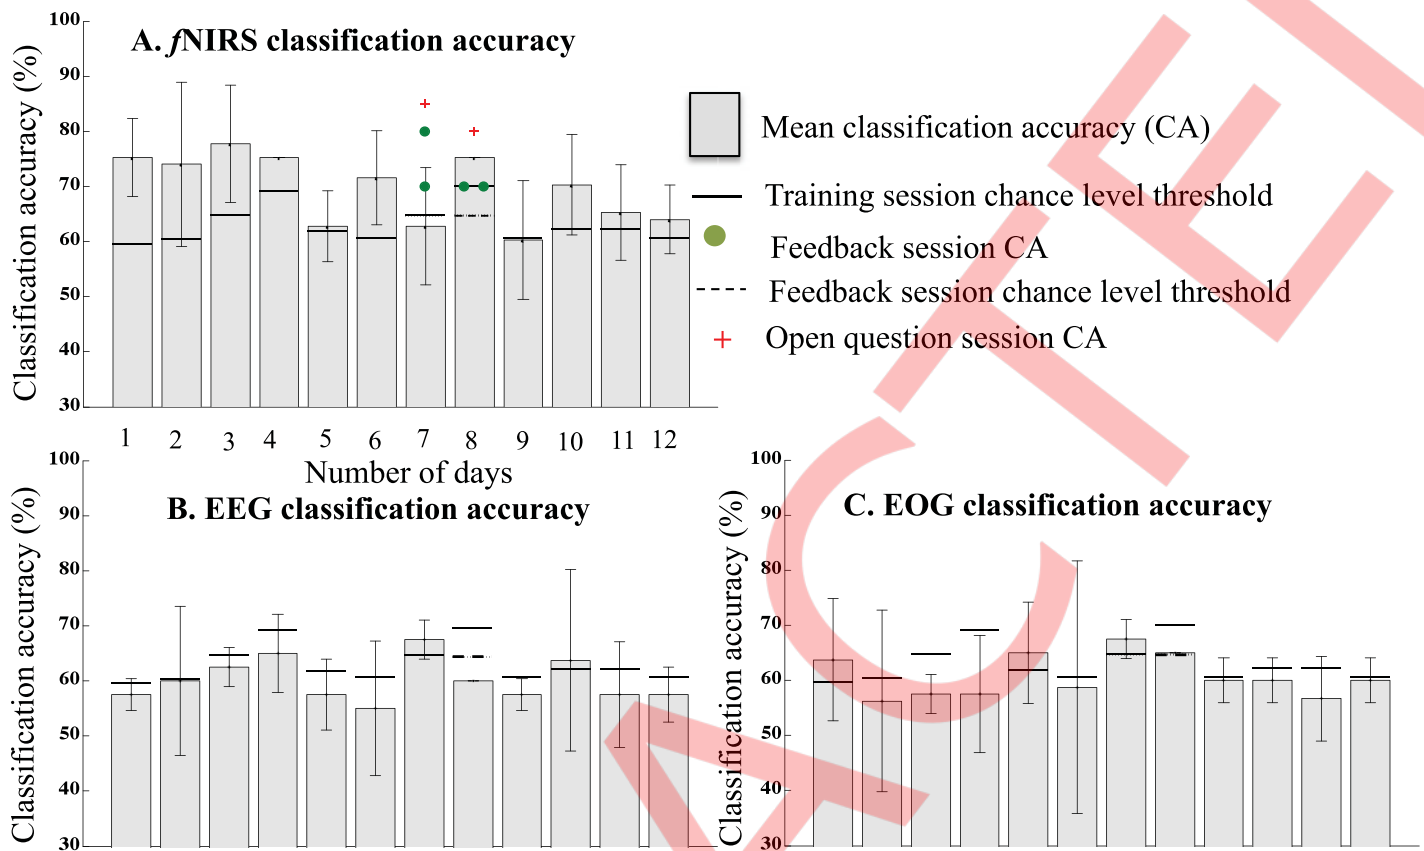 A. fNIRS classification accuracy
Classification accuracy (%)
100
90
80
70
60
50
40
30
1 2 3 4 5 6 7 8 9 10 11 12
Number of days
Mean classification accuracy (CA)
Training session chance level threshold
Feedback session CA
Feedback session chance level threshold
Open question session CA
B. EEG classification accuracy
Classification accuracy (%)
100
90
80
70
60
50
40
30
C. EOG classification accuracy
Classification accuracy (%)
100
90
80
70
60
50
40
30
ACTE